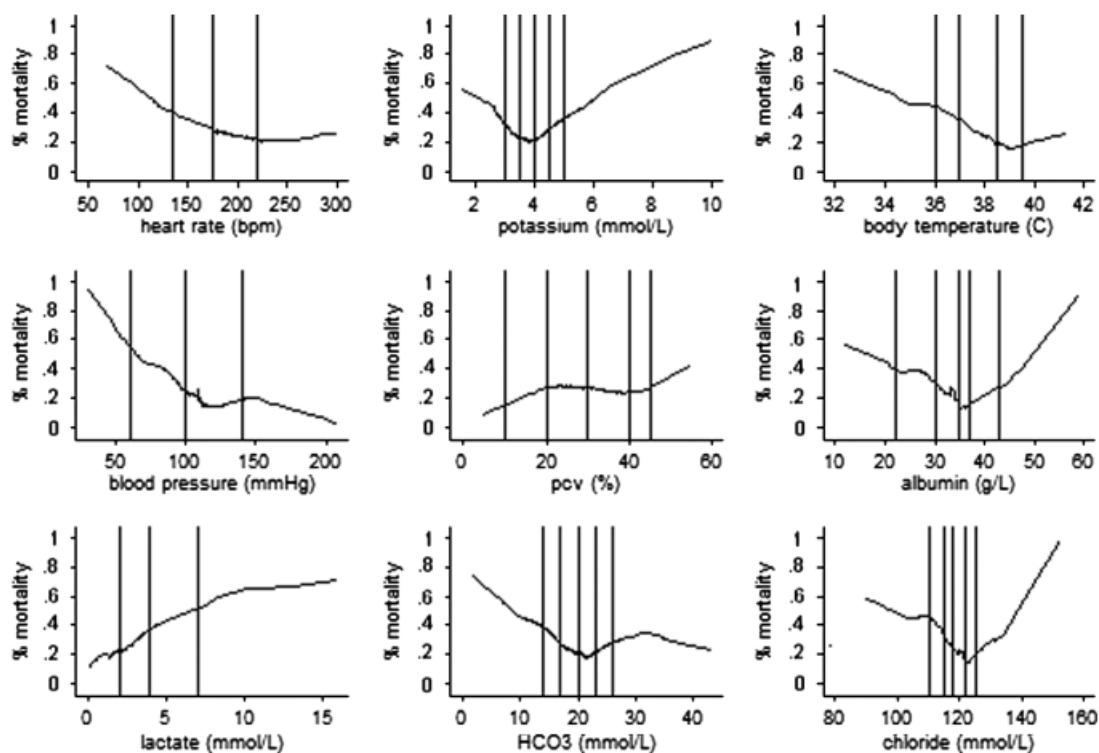 % mortality
1
.8
.6
.4
.2
0
50 100 150 200 250 300
heart rate (bpm)
% mortality
1
.8
.6
.4
.2
0
2 4 6 8 10
potassium (mmol/L)
% mortality
1
.8
.6
.4
.2
0
32 34 36 38 40 42
body temperature (C)
% mortality
1
.8
.6
.4
.2
0
50 100 150 200
blood pressure (mmHg)
% mortality
1
.8
.6
.4
.2
0
0 20 40 60
pcv (%)
% mortality
1
.8
.6
.4
.2
0
10 20 30 40 50 60
albumin (g/L)
% mortality
1
.8
.6
.4
.2
0
0 5 10 15
lactate (mmol/L)
% mortality
1
.8
.6
.4
.2
0
0 10 20 30 40
HCO3 (mmol/L)
% mortality
1
.8
.6
.4
.2
0
80 100 120 140 160
chloride (mmol/L)